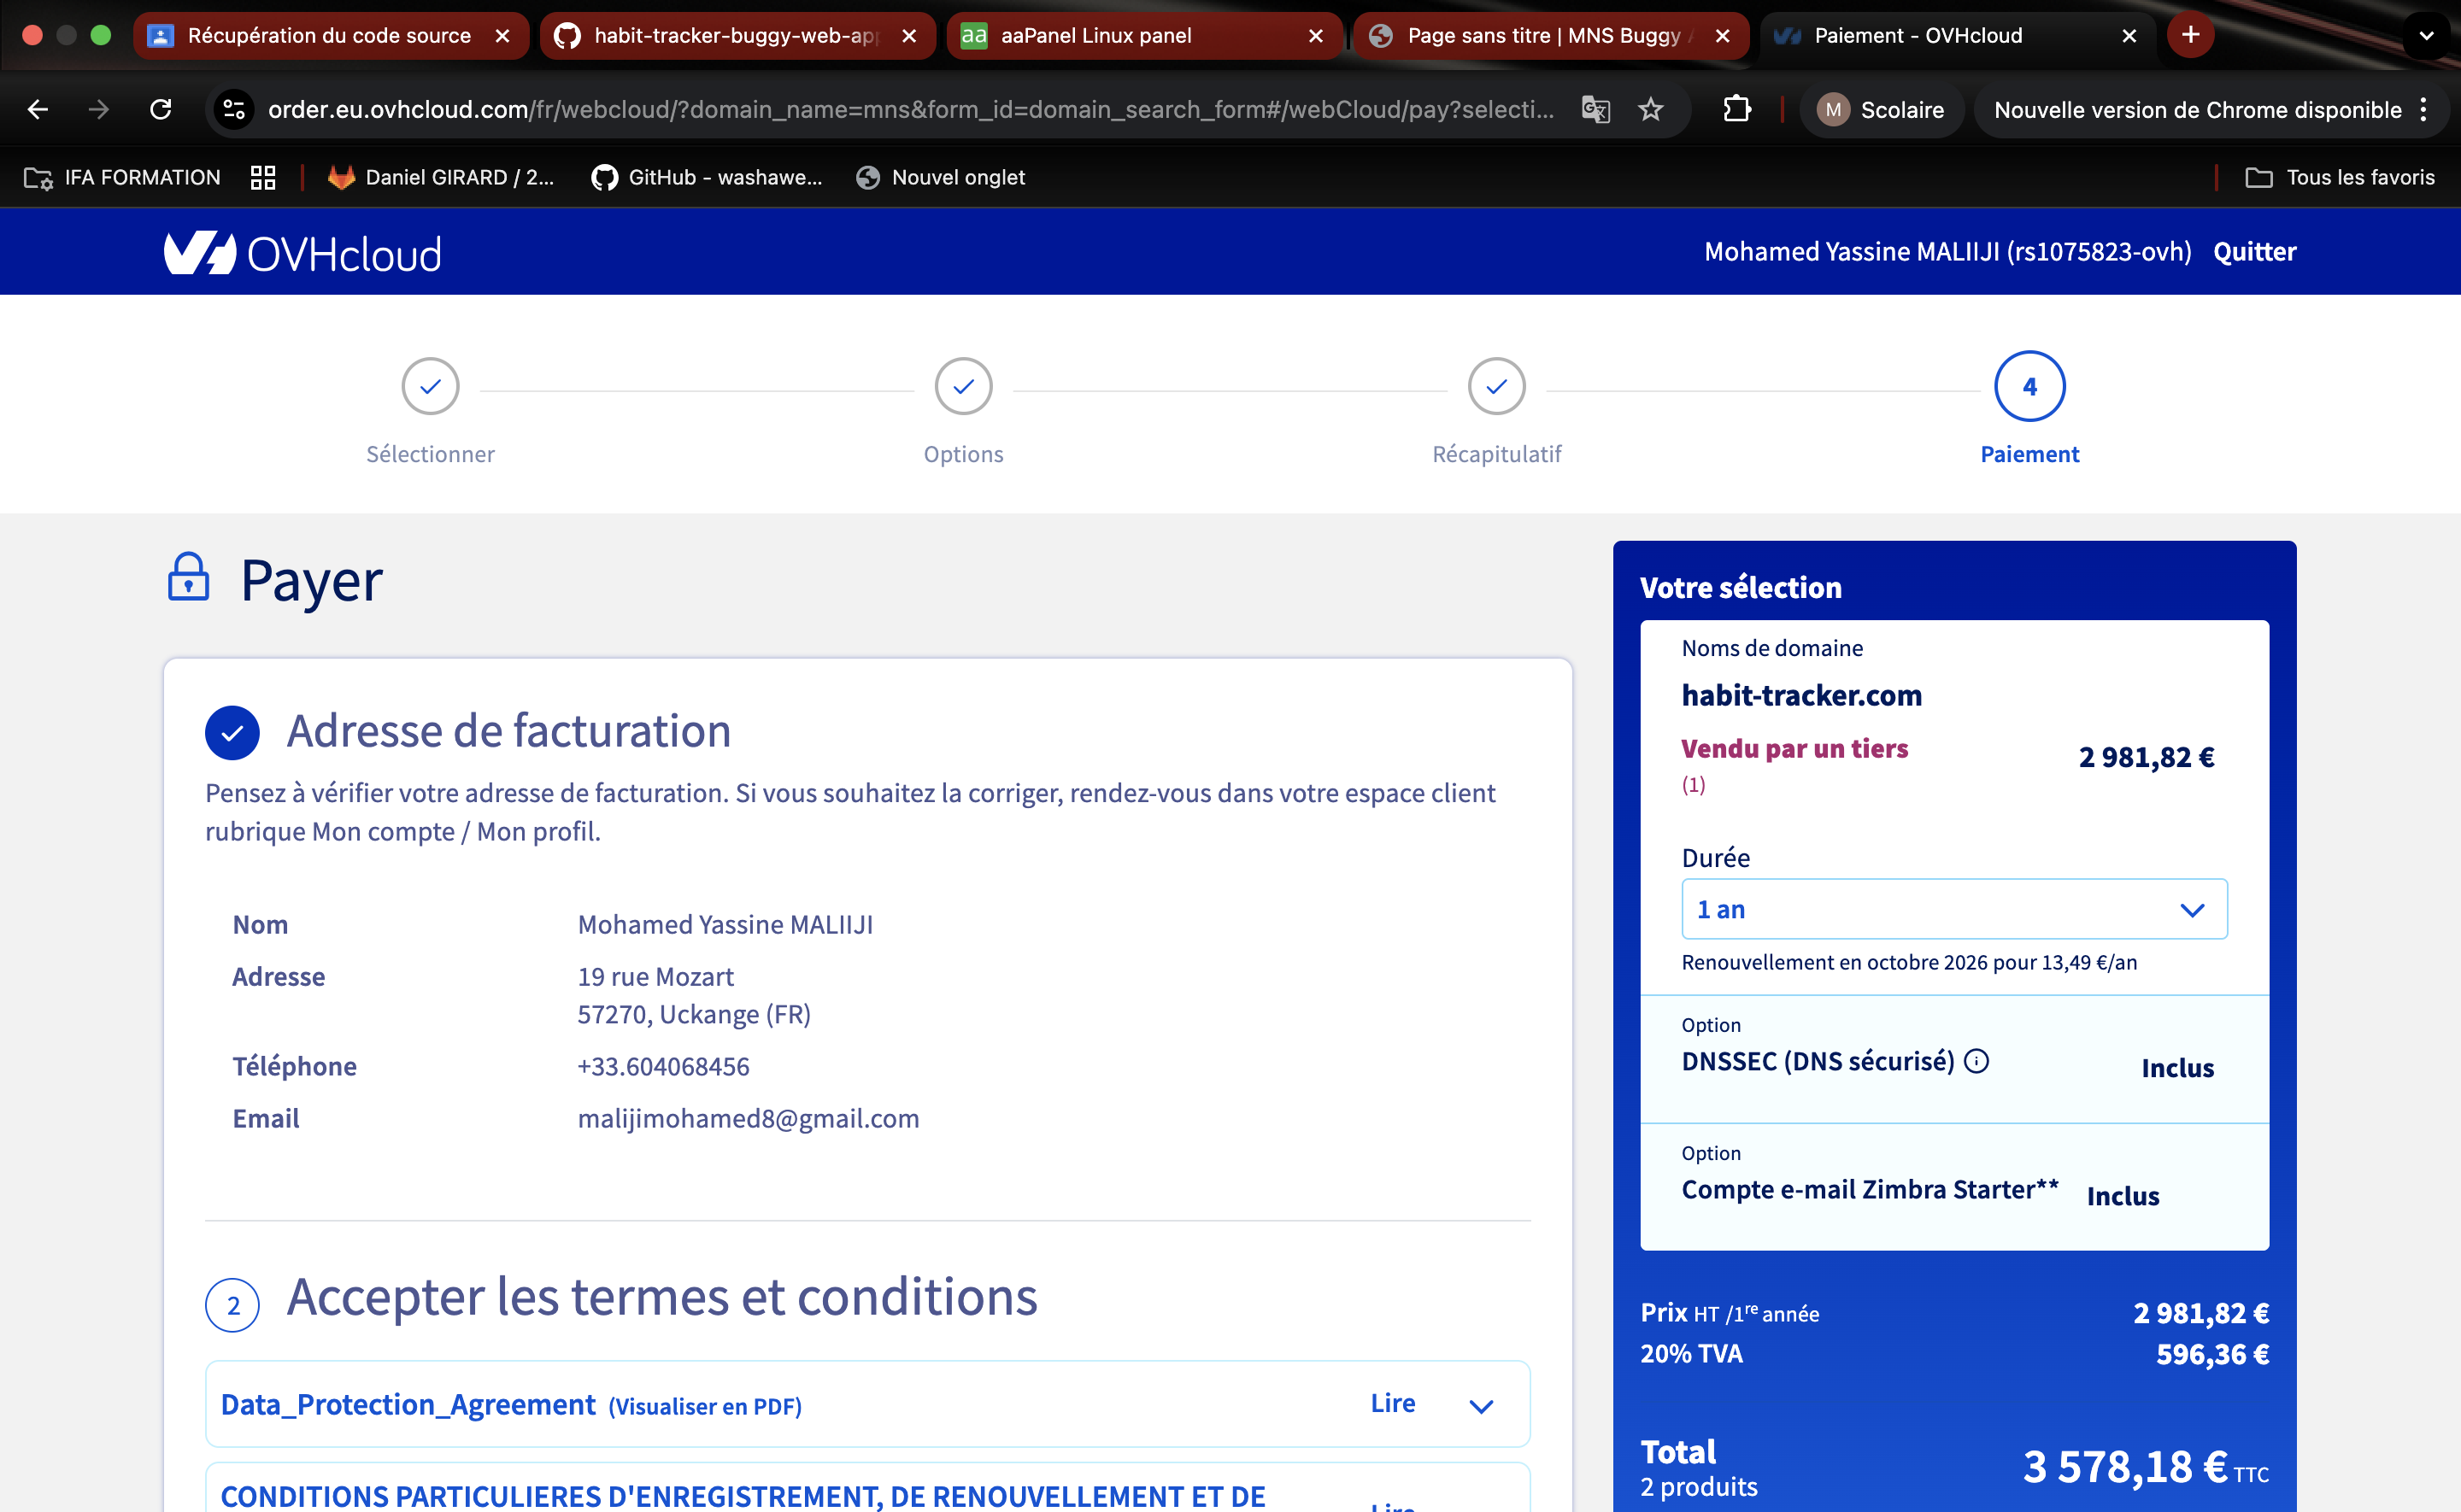 Récupération du code source
habit-tracker-buggy-web-app
aaPanel Linux panel
Page sans titre | MNS Buggy
Paiement - OVHcloud
order.eu.ovhcloud.com/fr/webcloud/?domain_name=mns&form_id=domain_search_form#/webCloud/pay?selecti...
M
Scolaire
Nouvelle version de Chrome disponible
IFA FORMATION
Daniel GIRARD / 2...
GitHub - washawe...
Nouvel onglet
Tous les favoris
OVHcloud
Mohamed Yassine MALIIJI (rs1075823-ovh)
Quitter
4
Sélectionner
Options
Récapitulatif
Paiement
Payer
Adresse de facturation
Pensez à vérifier votre adresse de facturation. Si vous souhaitez la corriger, rendez-vous dans votre espace client
rubrique Mon compte / Mon profil.
Nom
Mohamed Yassine MALIIJI
Adresse
19 rue Mozart
57270, Uckange (FR)
Téléphone
+33.604068456
Email
malijimohamed8@gmail.com
2
Accepter les termes et conditions
Data_Protection_Agreement (Visualiser en PDF)
Lire
CONDITIONS PARTICULIERES D'ENREGISTREMENT, DE RENOUVELLEMENT ET DE
Lire
Votre sélection
Noms de domaine
habit-tracker.com
Vendu par un tiers
(1)
2 981,82 €
Durée
1 an
Renouvellement en octobre 2026 pour 13,49 €/an
Option
DNSSEC (DNS sécurisé)
Inclus
Option
Compte e-mail Zimbra Starter**
Inclus
Prix HT /1re année
2 981,82 €
20% TVA
596,36 €
Total
2 produits
3 578,18 € TTC